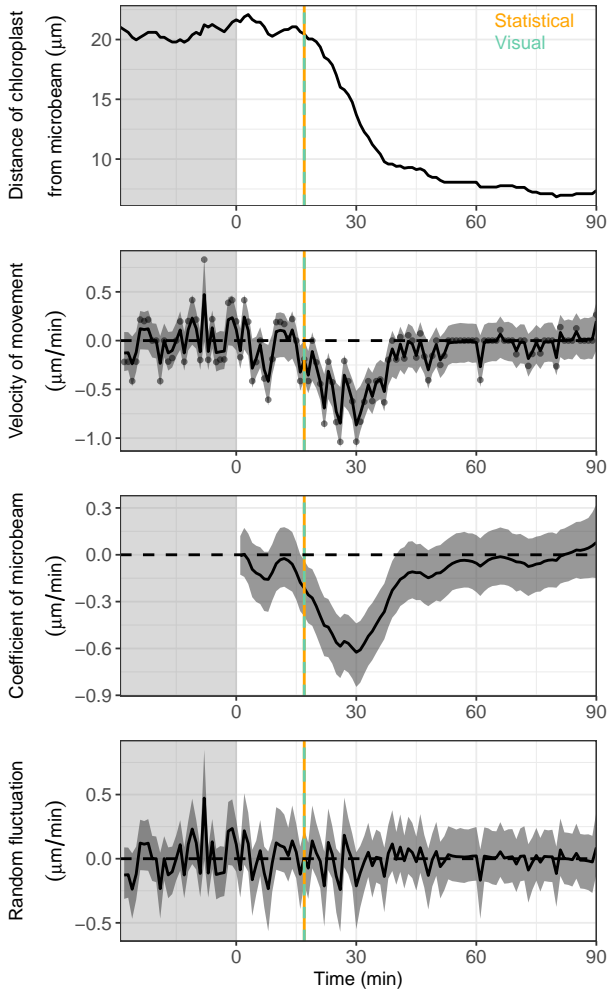 Distance of chloroplast
from microbeam (μm)
20
15
10
Statistical
Visual
0
30
60
90
Velocity of movement
(μm/min)
0.5
0.0
−0.5
−1.0
0
30
60
90
Coefficient of microbeam
(μm/min)
0.3
0.0
−0.3
−0.6
−0.9
0
30
60
90
Random fluctuation
(μm/min)
0.5
0.0
−0.5
0
30
60
90
Time (min)